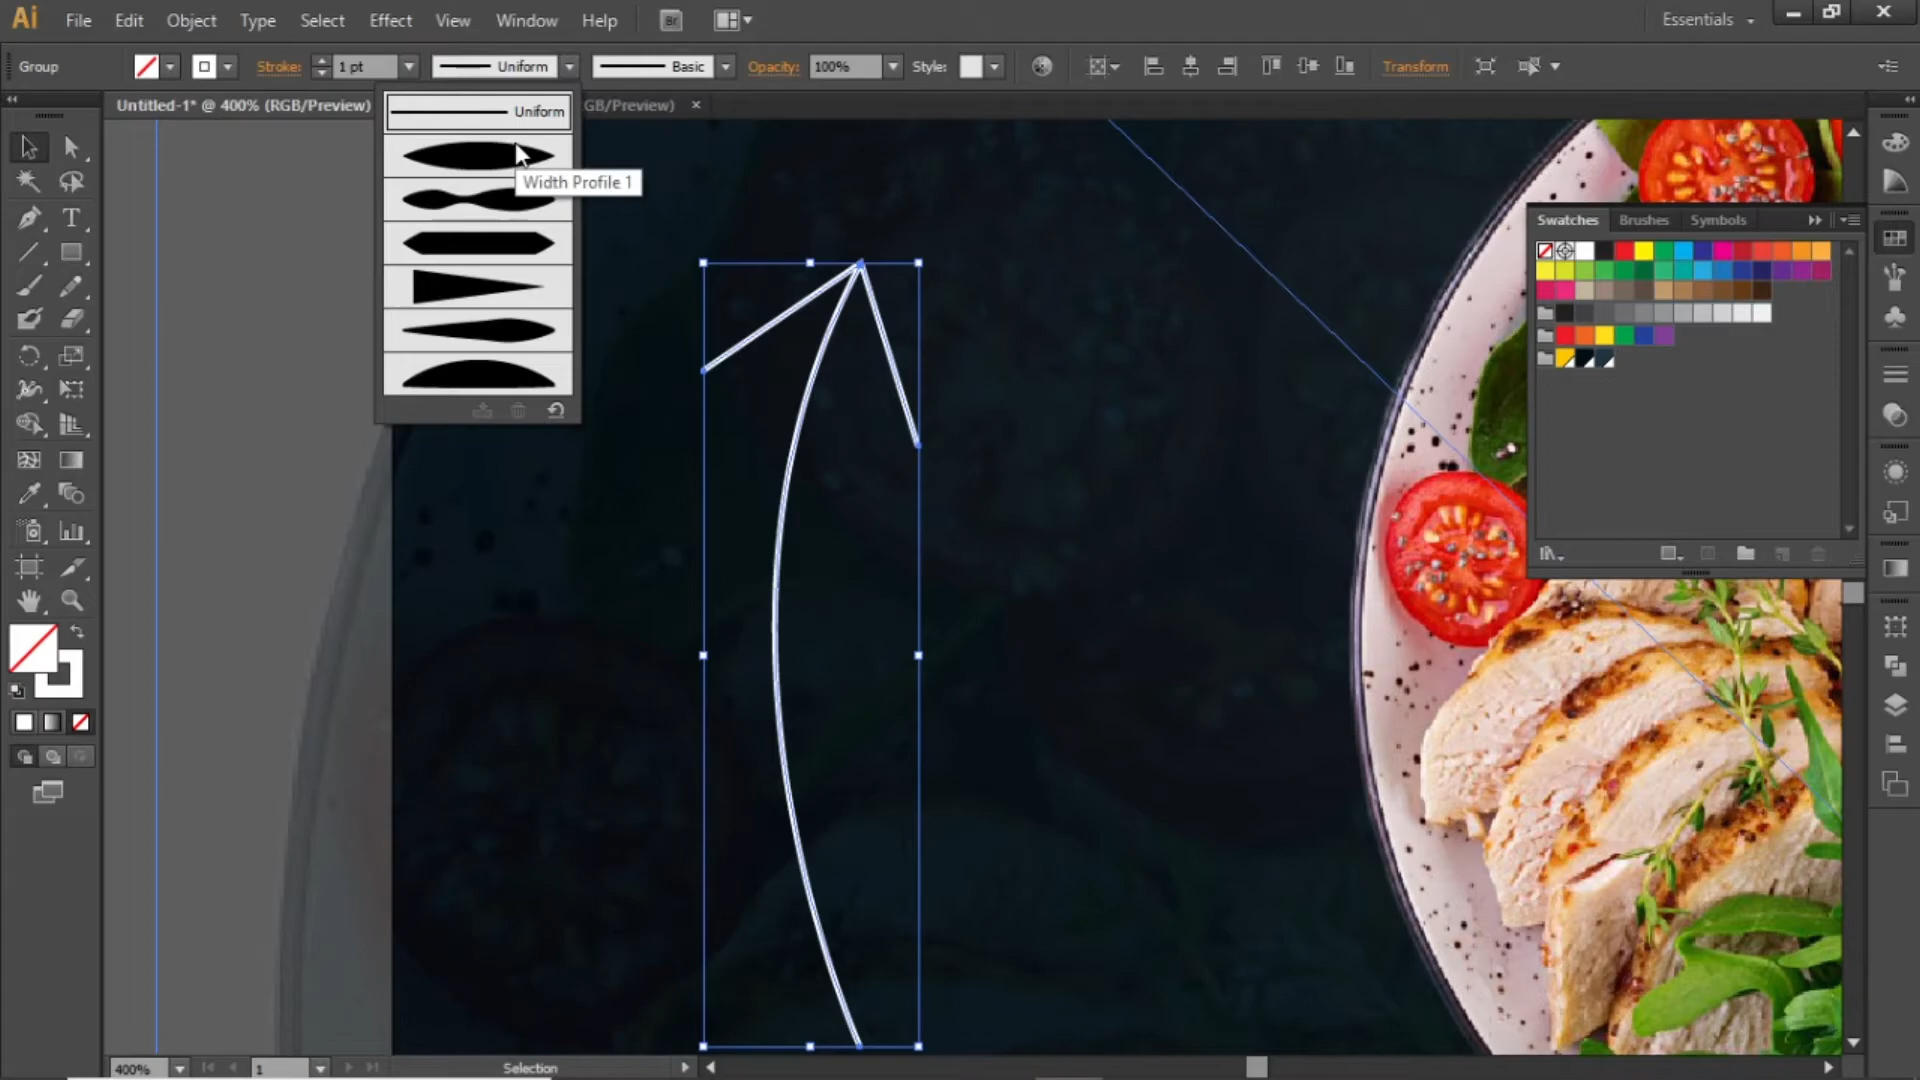 Ai File Edit Object Type Select Effect View Window Help Br Essentials
Group Stroke: 1 pt Uniform Basic Opacity: 100% Style: Transform
Untitled-1* @ 400% (RGB/Preview) GB/Preview)
Uniform
Width Profile 1
Swatches Brushes Symbols
400% 1 Selection